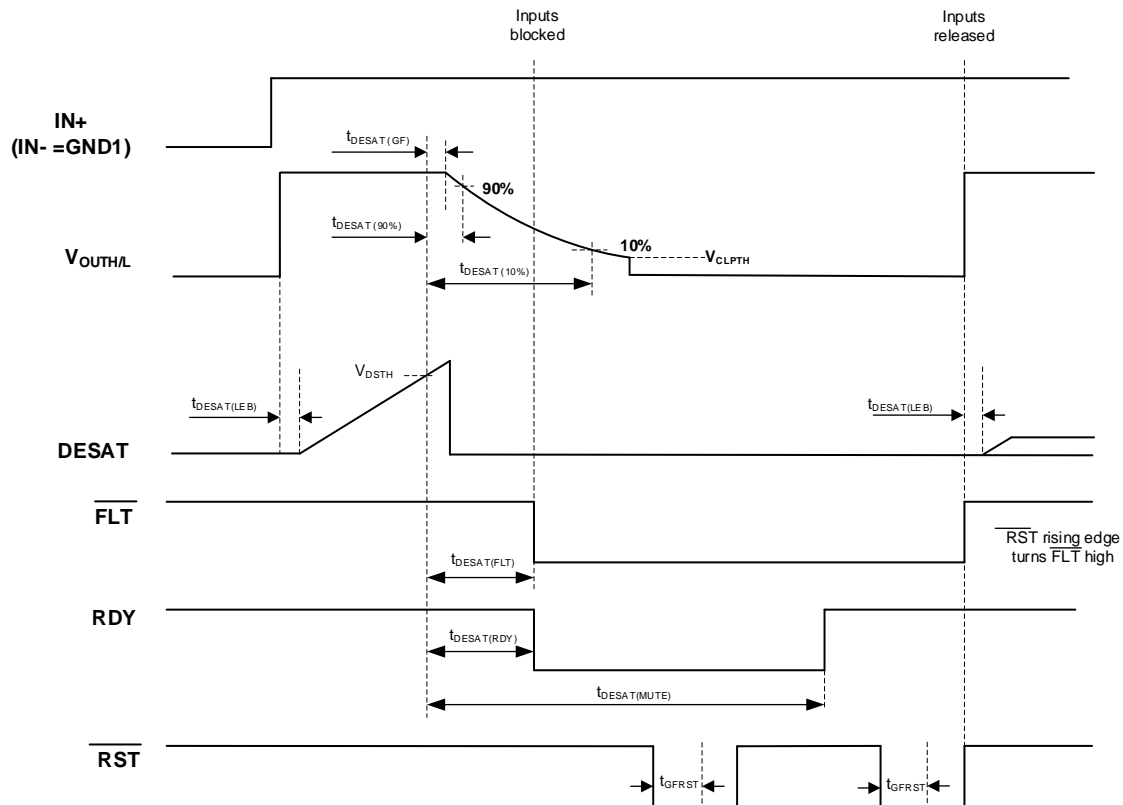 Inputs
blocked
Inputs
released
IN+
(IN- =GND1)
tDESAT(GF)
90%
tDESAT(90%)
VOUTH/L
10%
VCLPTH
tDESAT(10%)
VDSTH
tDESAT(LEB)
tDESAT(LEB)
DESAT
FLT
RST rising edge
turns FLT high
tDESAT(FLT)
RDY
tDESAT(RDY)
tDESAT(MUTE)
RST
tGFRST
tGFRST